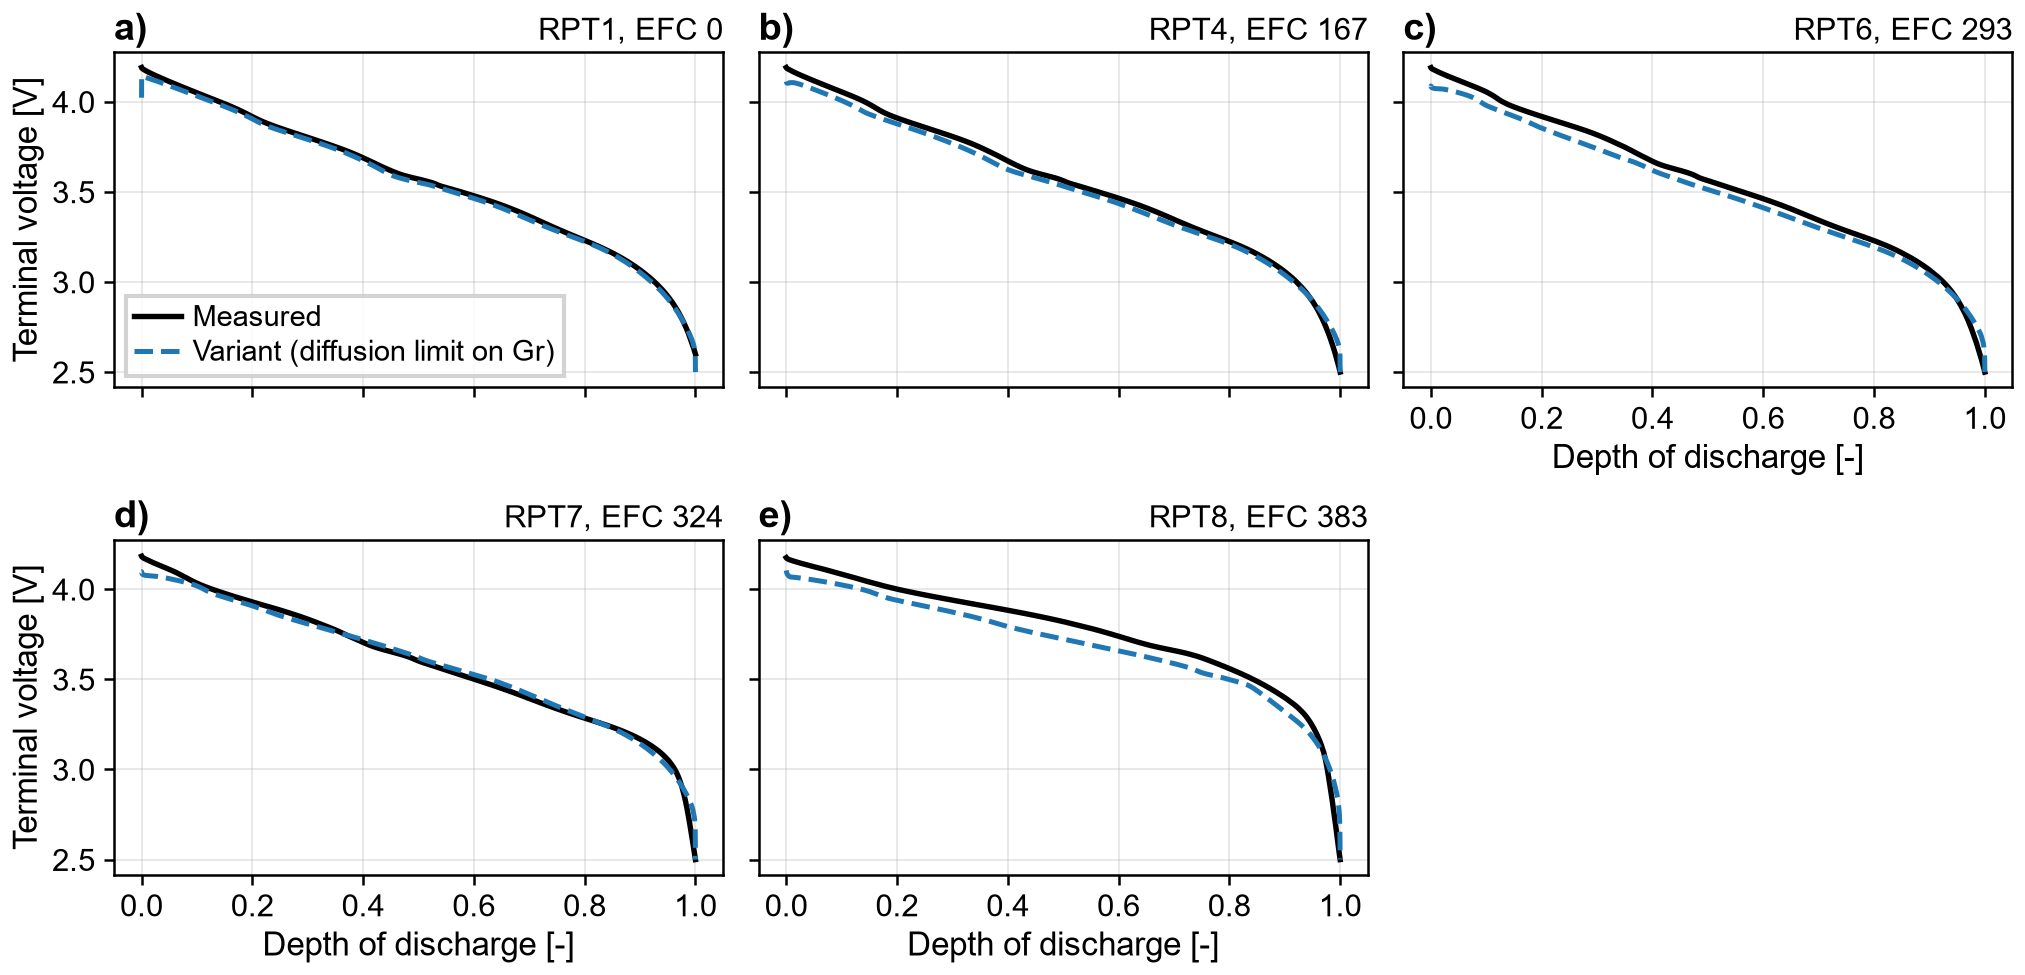 a)
RPT1, EFC 0
b)
RPT4, EFC 167
c)
RPT6, EFC 293
Terminal voltage [V]
4.0
3.5
3.0
2.5
Measured
Variant (diffusion limit on Gr)
0.0 0.2 0.4 0.6 0.8 1.0
Depth of discharge [-]
d)
RPT7, EFC 324
e)
RPT8, EFC 383
Terminal voltage [V]
4.0
3.5
3.0
2.5
0.0 0.2 0.4 0.6 0.8 1.0
Depth of discharge [-]
0.0 0.2 0.4 0.6 0.8 1.0
Depth of discharge [-]